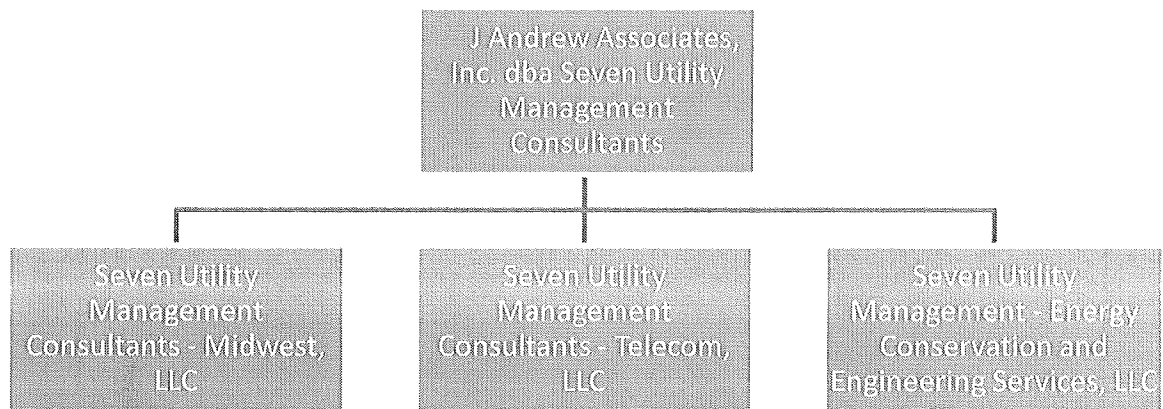 J Andrew Associates,
Inc. dba Seven Utility
Management
Consultants
Seven Utility
Management
Consultants - Midwest,
LLC
Seven Utility
Management
Consultants - Telecom,
LLC
Seven Utility
Management - Energy
Conservation and
Engineering Services, LLC